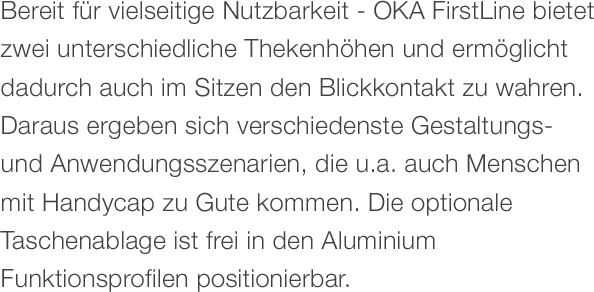 Bereit für vielseitige Nutzbarkeit - OKA FirstLine bietet
zwei unterschiedliche Thekenhöhen und ermöglicht
dadurch auch im Sitzen den Blickkontakt zu wahren.
Daraus ergeben sich verschiedenste Gestaltungs-
und Anwendungsszenarien, die u.a. auch Menschen
mit Handycap zu Gute kommen. Die optionale
Taschenablage ist frei in den Aluminium
Funktionsprofilen positionierbar.